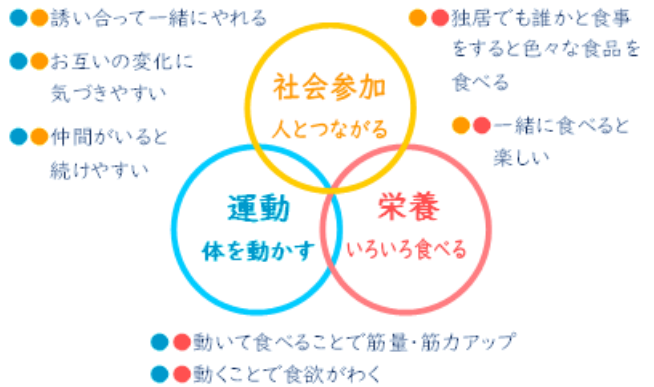 誘い合って一緒にやれる
お互いの変化に
気づきやすい
仲間がいると
続けやすい
独居でも誰かと食事
をすると色々な食品を
食べる
一緒に食べると
楽しい
社会参加
人とつながる
運動
体を動かす
栄養
いろいろ食べる
動いて食べることで筋量・筋力アップ
動くことで食欲がわく